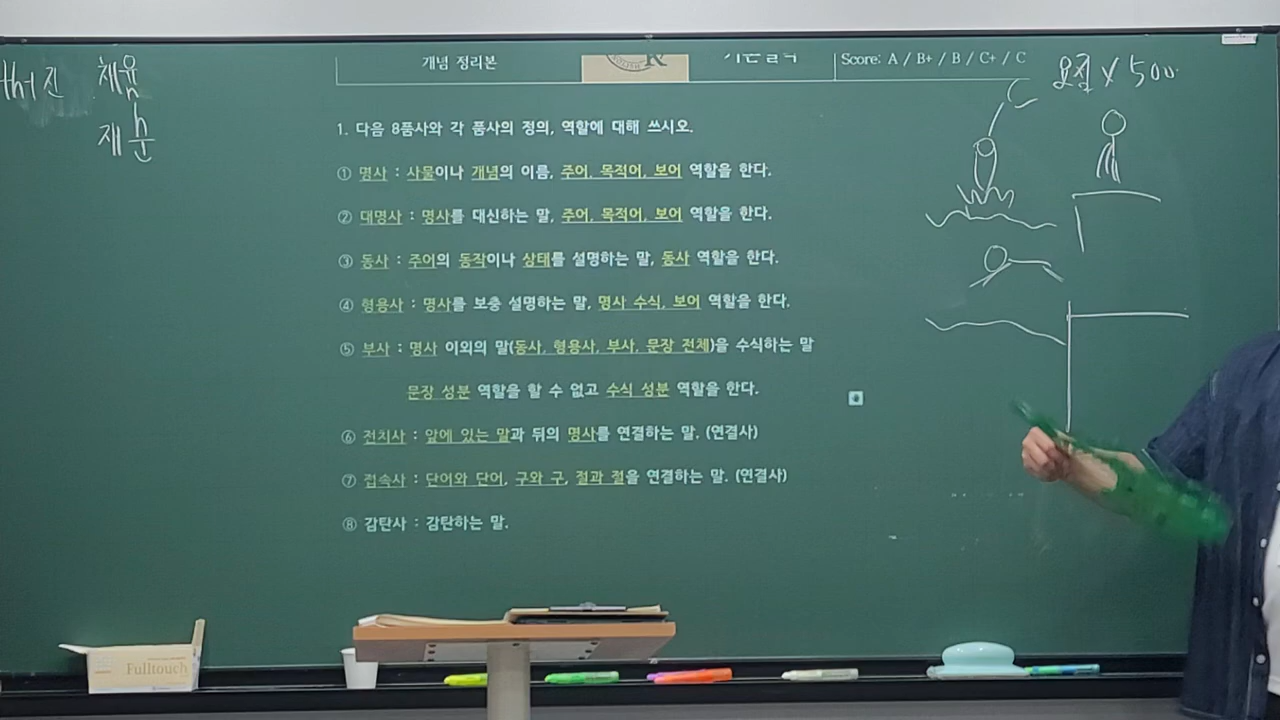 개념 정리본
Score: A / B+ / B / C+ / C
요정 X 500
채윤
1. 다음 8품사와 각 품사의 정의, 역할에 대해 쓰시오.
① 명사 : 사물이나 개념의 이름, 주어, 목적어, 보어 역할을 한다.
② 대명사 : 명사를 대신하는 말, 주어, 목적어, 보어 역할을 한다.
③ 동사 : 주어의 동작이나 상태를 설명하는 말, 동사 역할을 한다.
④ 형용사 : 명사를 보충 설명하는 말, 명사 수식, 보어 역할을 한다.
⑤ 부사 : 명사 이외의 말(동사, 형용사, 부사, 문장 전체)을 수식하는 말
문장 성분 역할을 할 수 없고 수식 성분 역할을 한다.
⑥ 전치사 : 앞에 있는 말과 뒤의 명사를 연결하는 말. (연결사)
⑦ 접속사 : 단어와 단어, 구와 구, 절과 절을 연결하는 말. (연결사)
⑧ 감탄사 : 감탄하는 말.
Fulltouch